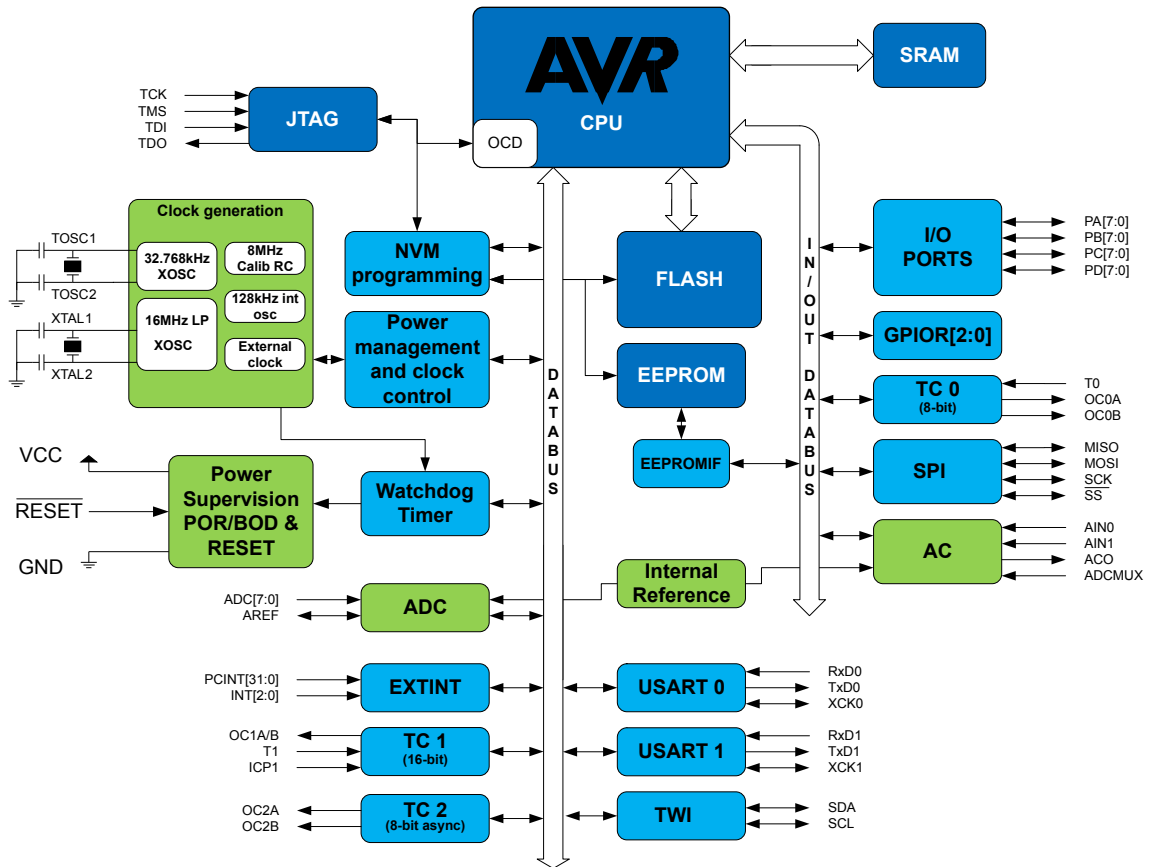 AVR
CPU
OCD
SRAM
TCK
TMS
TDI
TDO
JTAG
Clock generation
TOSC1
TOSC2
XTAL1
XTAL2
32.768kHz
XOSC
8MHz
Calib RC
16MHz LP
XOSC
128kHz int
osc
External
clock
NVM
programming
Power
management
and clock
control
FLASH
EEPROM
EEPROMIF
DATABUS
IN/OUT DATABUS
I/O
PORTS
PA[7:0]
PB[7:0]
PC[7:0]
PD[7:0]
GPIOR[2:0]
TC 0
(8-bit)
T0
OC0A
OC0B
SPI
MISO
MOSI
SCK
SS
AC
AIN0
AIN1
ACO
ADCMUX
VCC
RESET
GND
Power
Supervision
POR/BOD &
RESET
Watchdog
Timer
Internal
Reference
ADC[7:0]
AREF
ADC
PCINT[31:0]
INT[2:0]
EXTINT
USART 0
RxD0
TxD0
XCK0
OC1A/B
T1
ICP1
TC 1
(16-bit)
USART 1
RxD1
TxD1
XCK1
OC2A
OC2B
TC 2
(8-bit async)
TWI
SDA
SCL